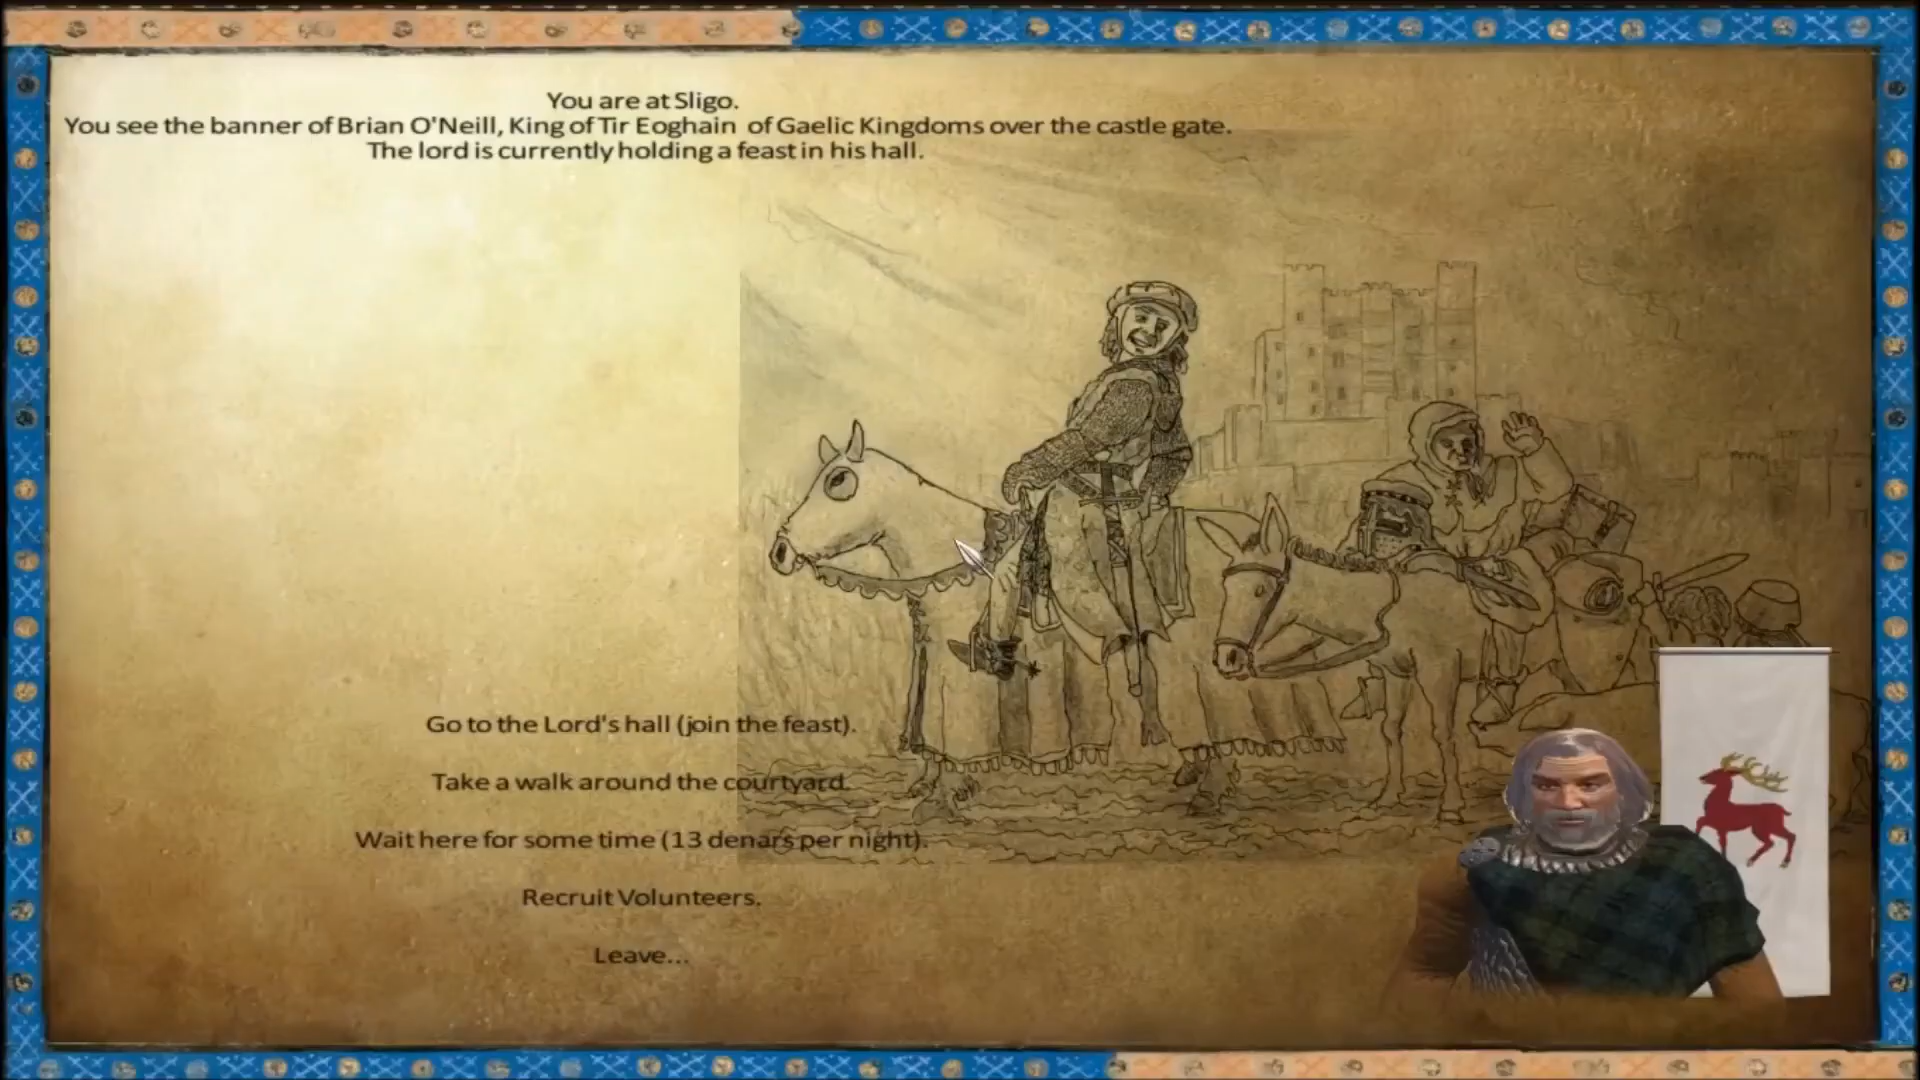 You are at Sligo.
You see the banner of Brian O'Neill, King of Tir Eoghain of Gaelic Kingdoms over the castle gate.
The lord is currently holding a feast in his hall.
Go to the Lord's hall (join the feast).
Take a walk around the courtyard.
Wait here for some time (13 denars per night).
Recruit Volunteers.
Leave...